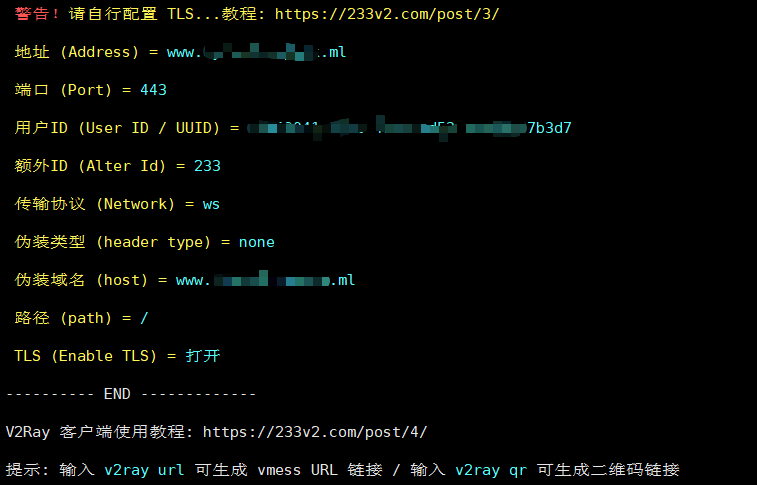 警告! 请自行配置 TLS...教程: https://233v2.com/post/3/
地址 (Address) = www. .ml
端口 (Port) = 443
用户ID (User ID / UUID) = 7b3d7
额外ID (Alter Id) = 233
传输协议 (Network) = ws
伪装类型 (header type) = none
伪装域名 (host) = www. .ml
路径 (path) = /
TLS (Enable TLS) = 打开
---------- END -------------
V2Ray 客户端使用教程: https://233v2.com/post/4/
提示: 输入 v2ray url 可生成 vmess URL 链接 / 输入 v2ray qr 可生成二维码链接